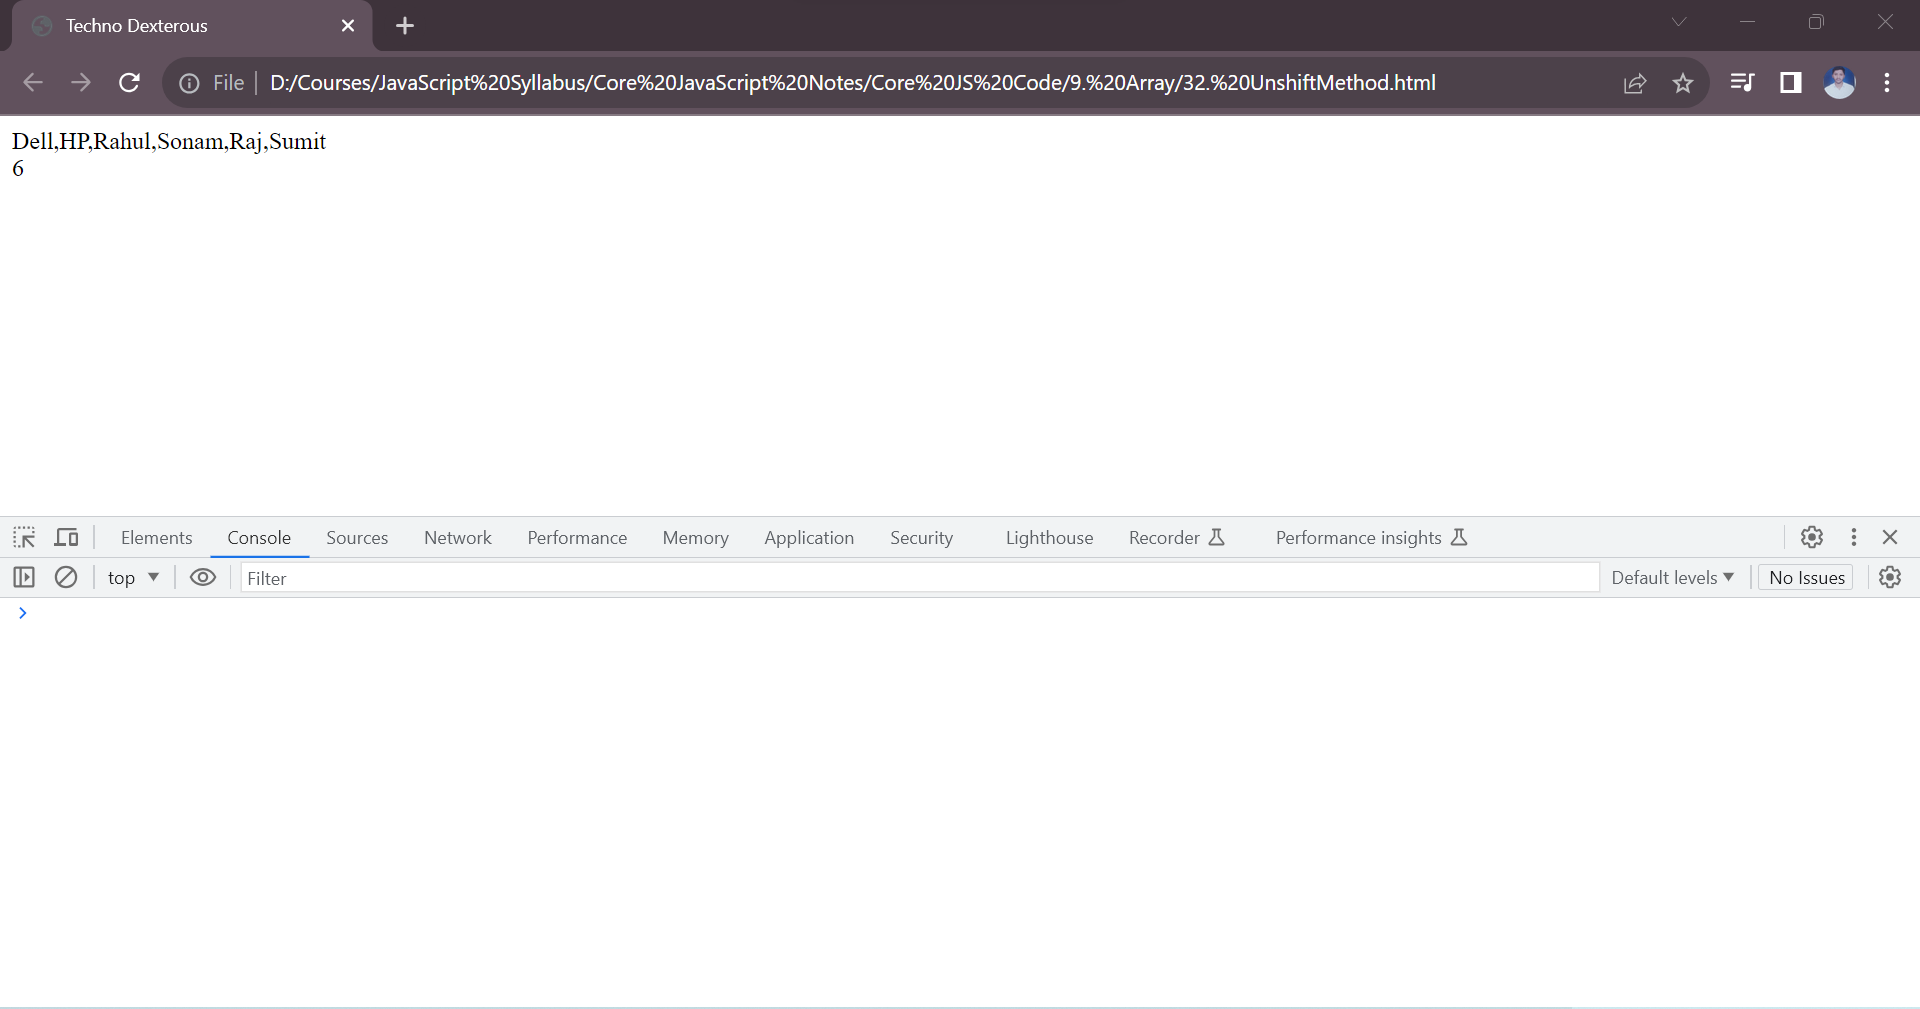 Techno Dexterous
File D:/Courses/JavaScript%20Syllabus/Core%20JavaScript%20Notes/Core%20JS%20Code/9.%20Array/32.%20UnshiftMethod.html
Dell,HP,Rahul,Sonam,Raj,Sumit
6
Elements Console Sources Network Performance Memory Application Security Lighthouse Recorder Performance insights
top Filter Default levels No Issues